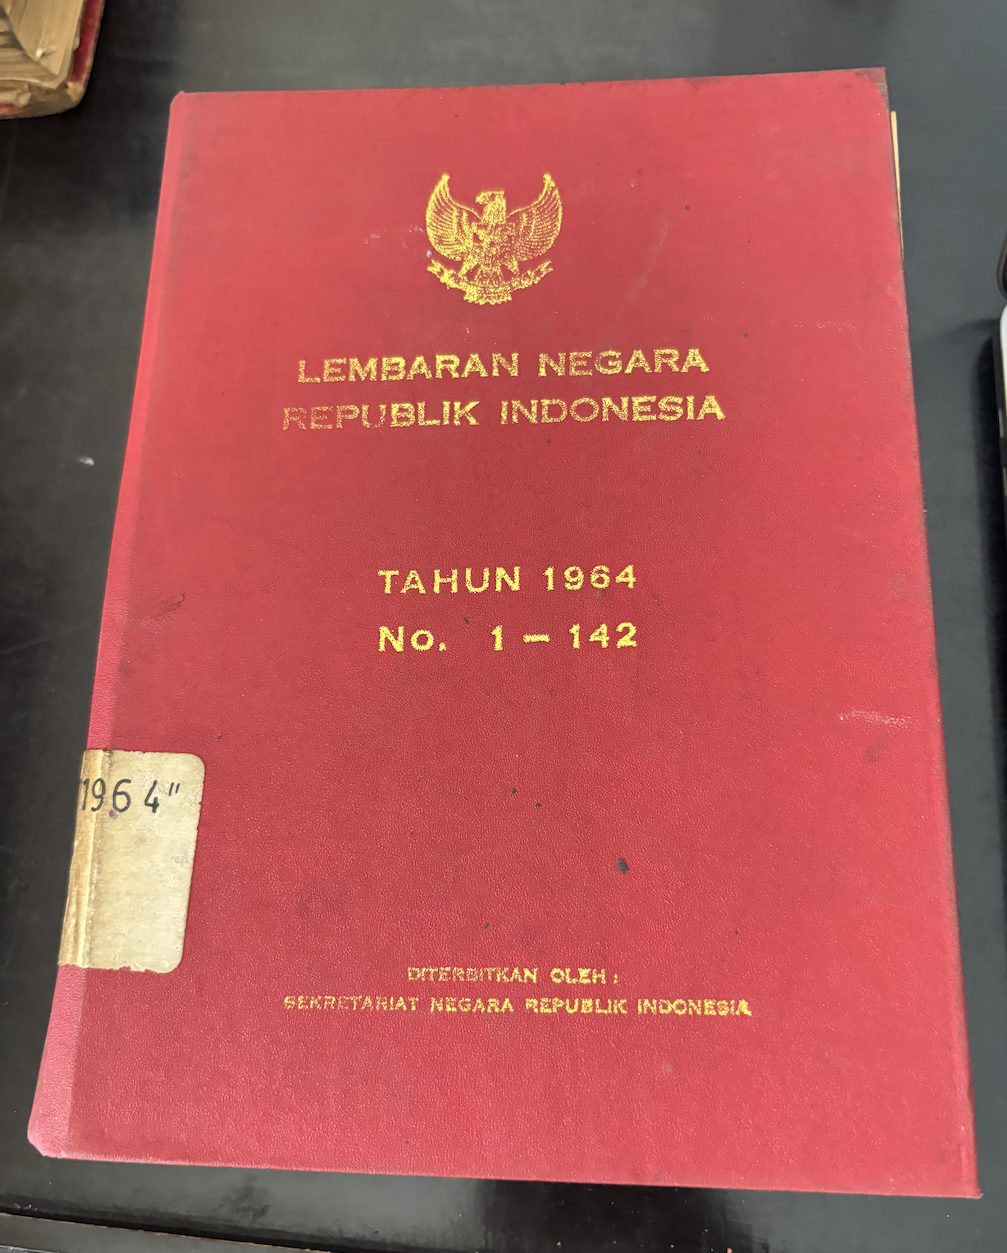 LEMBARAN NEGARA
REPUBLIK INDONESIA
TAHUN 1964
No. 1 – 142
1964"
DITERBITKAN OLEH :
SEKRETARIAT NEGARA REPUBLIK INDONESIA